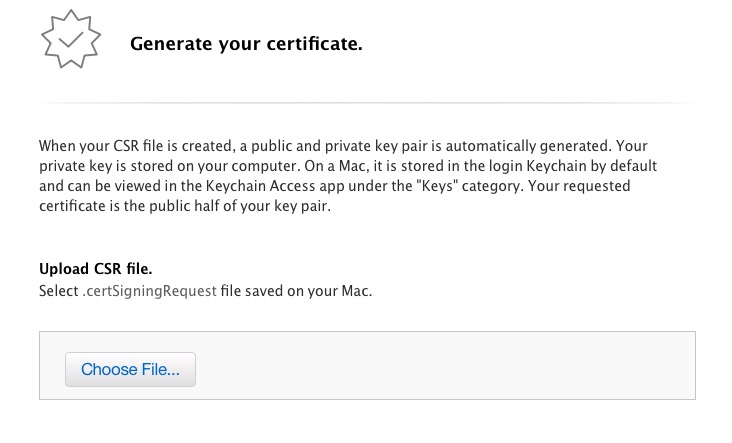 Generate your certificate.
When your CSR file is created, a public and private key pair is automatically generated. Your
private key is stored on your computer. On a Mac, it is stored in the login Keychain by default
and can be viewed in the Keychain Access app under the "Keys" category. Your requested
certificate is the public half of your key pair.
Upload CSR file.
Select .certSigningRequest file saved on your Mac.
Choose File...